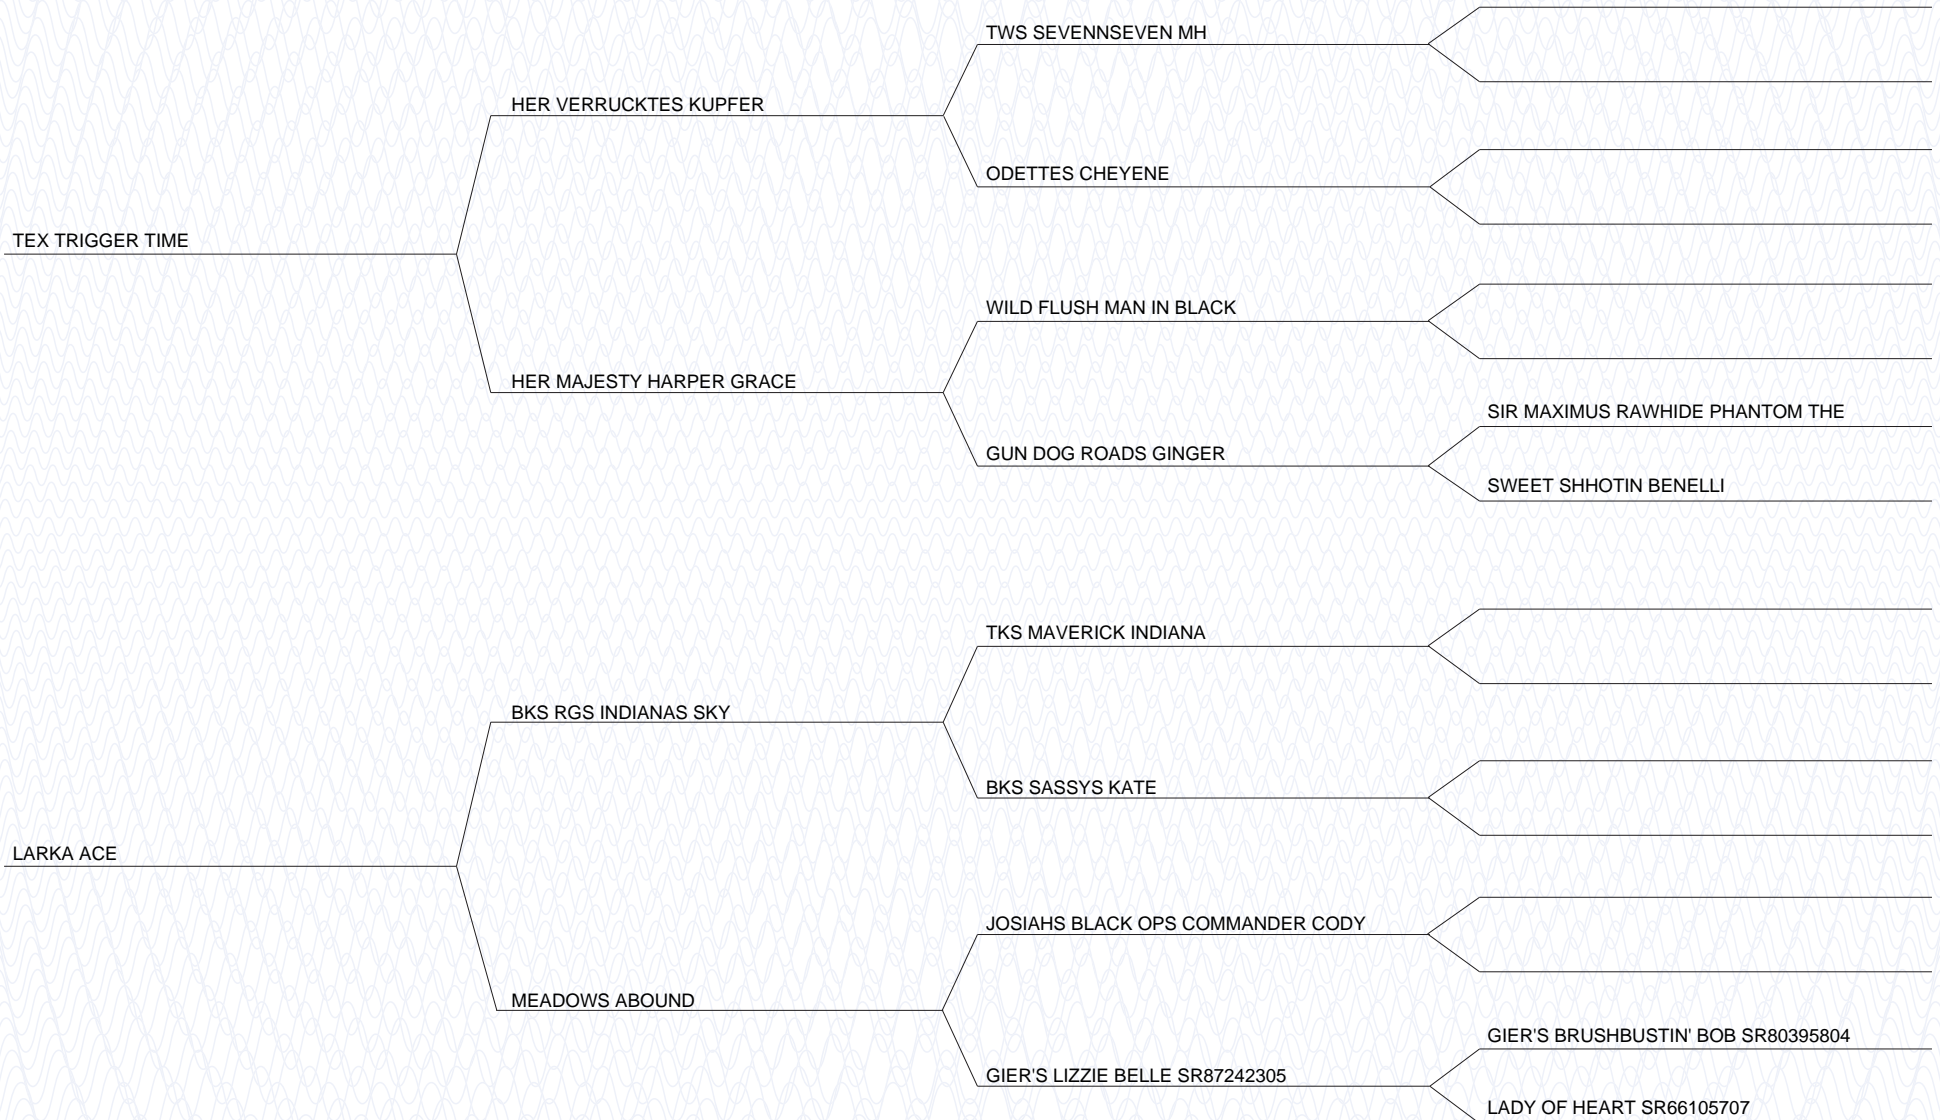 TWS SEVENNSEVEN MH
HER VERRUCKTES KUPFER
ODETTES CHEYENE
TEX TRIGGER TIME
WILD FLUSH MAN IN BLACK
HER MAJESTY HARPER GRACE
SIR MAXIMUS RAWHIDE PHANTOM THE
GUN DOG ROADS GINGER
SWEET SHHOTIN BENELLI
TKS MAVERICK INDIANA
BKS RGS INDIANAS SKY
BKS SASSYS KATE
LARKA ACE
JOSIAHS BLACK OPS COMMANDER CODY
MEADOWS ABOUND
GIER'S BRUSHBUSTIN' BOB SR80395804
GIER'S LIZZIE BELLE SR87242305
LADY OF HEART SR66105707